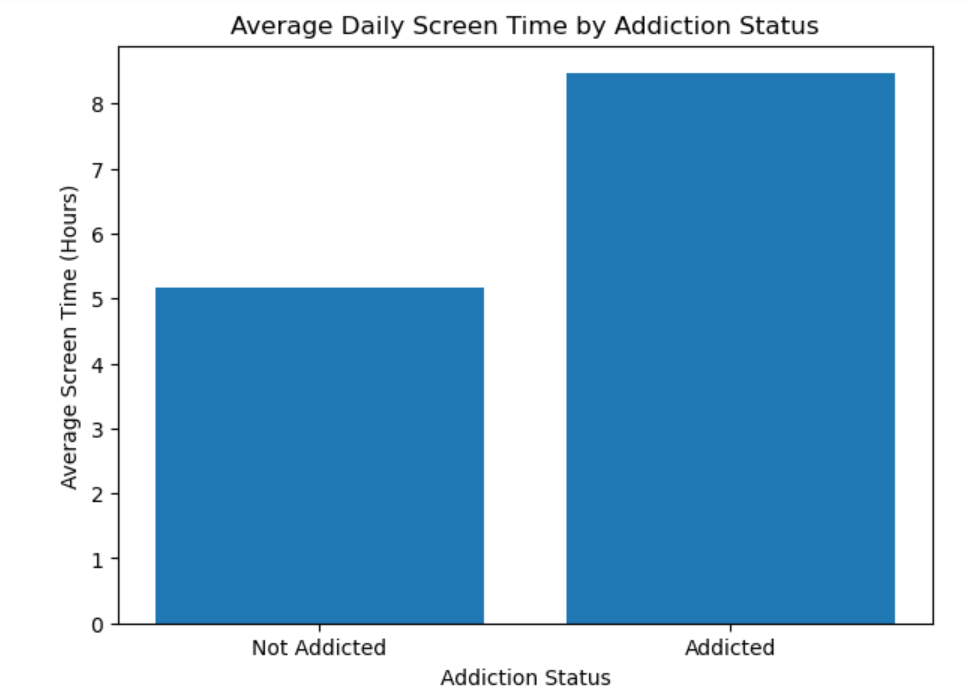 Average Daily Screen Time by Addiction Status
Average Screen Time (Hours)
8
7
6
5
4
3
2
1
0
Not Addicted Addicted
Addiction Status